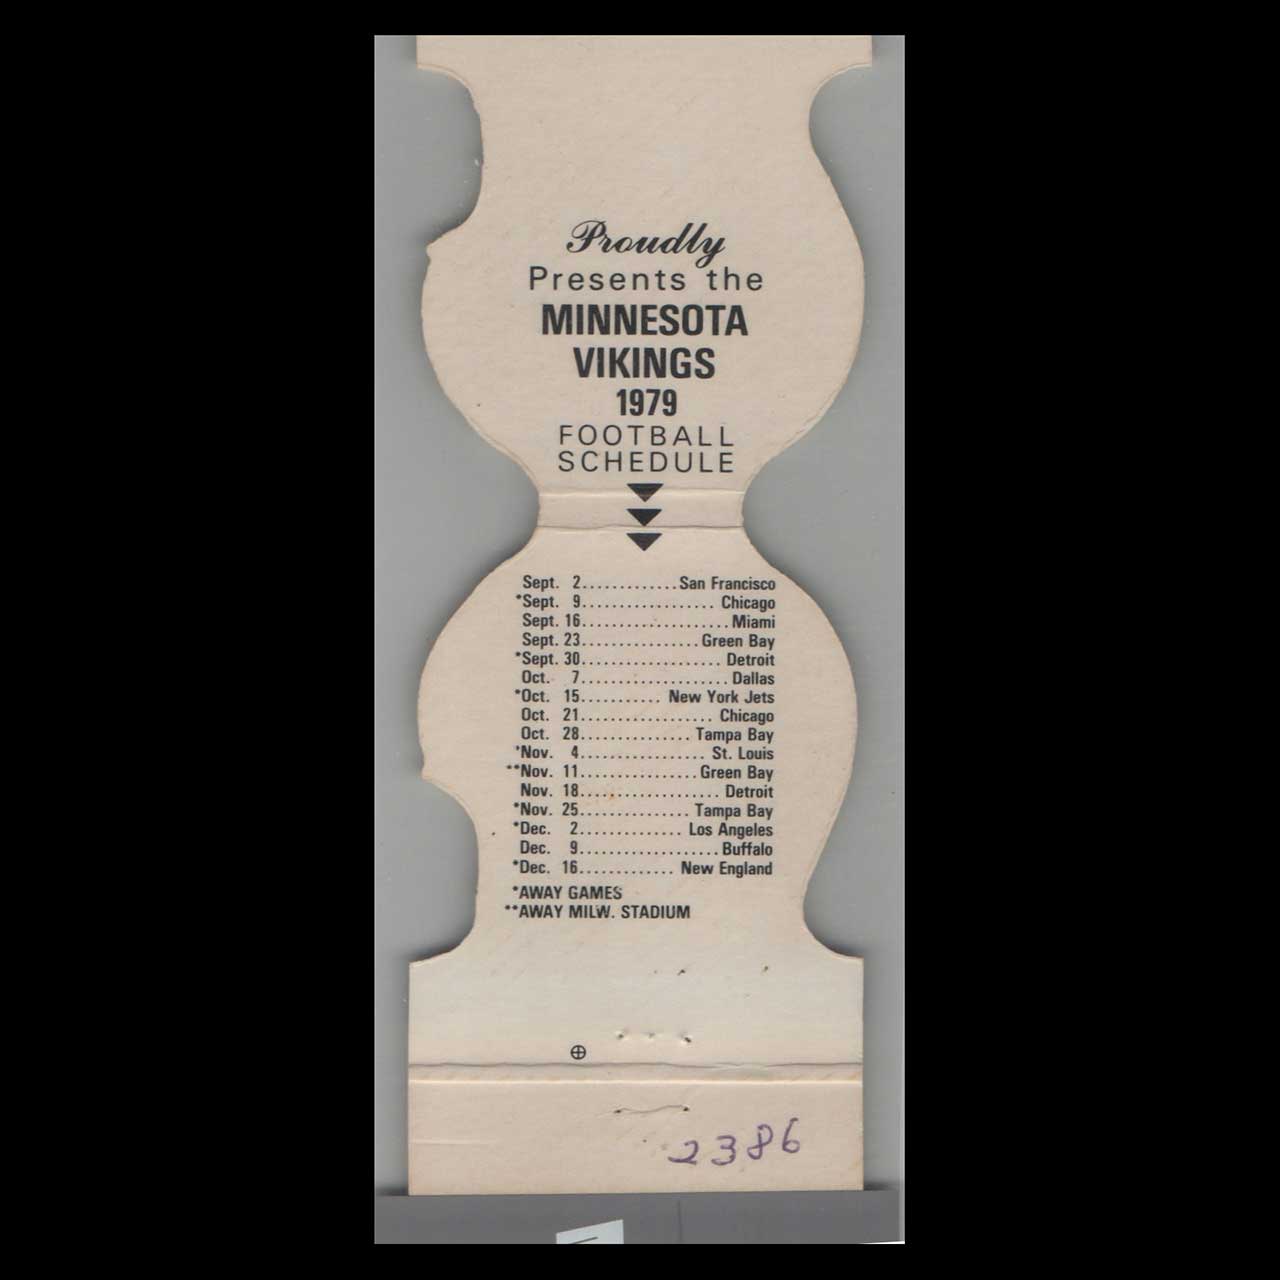 Proudly
Presents the
MINNESOTA
VIKINGS
1979
FOOTBALL
SCHEDULE
Sept. 2.............San Francisco
*Sept. 9.................. Chicago
Sept. 16....................Miami
Sept. 23................Green Bay
*Sept. 30................... Detroit
Oct. 7.................... Dallas
*Oct. 15........... New York Jets
Oct. 21.................. Chicago
Oct. 28............... Tampa Bay
*Nov. 4................. St. Louis
**Nov. 11................Green Bay
Nov. 18................... Detroit
*Nov. 25............... Tampa Bay
*Dec. 2.............. Los Angeles
Dec. 9...................Buffalo
*Dec. 16............. New England
*AWAY GAMES
**AWAY MILW. STADIUM
2386